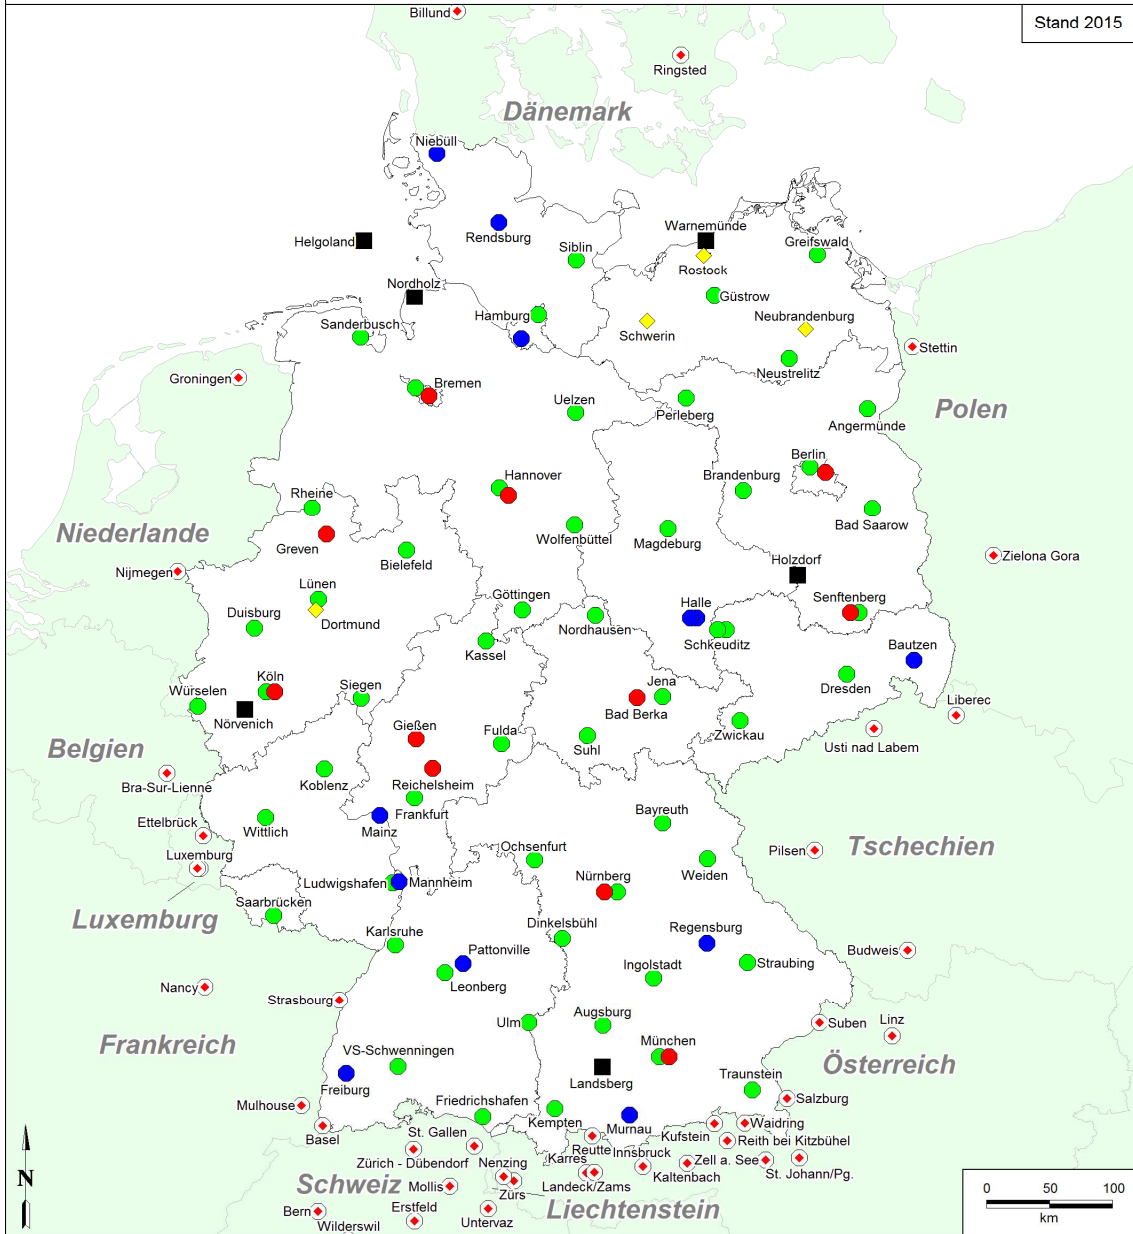 Billund
Stand 2015
Ringsted
Dänemark
Niebüll
Rendsburg
Warnemünde
Helgoland
Siblin
Greifswald
Rostock
Nordholz
Güstrow
Hamburg
Neubrandenburg
Sanderbusch
Schwerin
Stettin
Neustrelitz
Groningen
Bremen
Uelzen
Perleberg
Polen
Angermünde
Berlin
Hannover
Brandenburg
Rheine
Bad Saarow
Niederlande
Wolfenbüttel
Magdeburg
Greven
Zielona Gora
Bielefeld
Holzdorf
Nijmegen
Lünen
Göttingen
Halle
Senftenberg
Duisburg
Dortmund
Nordhausen
Schkeuditz
Kassel
Bautzen
Köln
Siegen
Jena
Dresden
Würselen
Bad Berka
Liberec
Nörvenich
Gießen
Fulda
Suhl
Zwickau
Usti nad Labem
Belgien
Bra-Sur-Lienne
Koblenz
Reichelsheim
Frankfurt
Bayreuth
Ettelbrück
Wittlich
Mainz
Luxemburg
Ochsenfurt
Pilsen
Tschechien
Weiden
Nürnberg
Ludwigshafen
Mannheim
Saarbrücken
Luxemburg
Dinkelsbühl
Regensburg
Karlsruhe
Pattonville
Budweis
Straubing
Ingolstadt
Leonberg
Nancy
Strasbourg
Augsburg
Ulm
Suben
Linz
Frankreich
VS-Schwenningen
München
Österreich
Landsberg
Traunstein
Freiburg
Friedrichshafen
Salzburg
Mulhouse
Kempten
Murnau
Waidring
Basel
St. Gallen
Kufstein
Reith bei Kitzbühel
Reutte
Innsbruck
Zürich - Dübendorf
Karres
Zell a. See
Nenzing
St. Johann/Pg.
Kaltenbach
Schweiz
Mollis
Zürs
Landeck/Zams
N
Bern
Erstfeld
Untervaz
Liechtenstein
Wilderswil
0 50 100
km